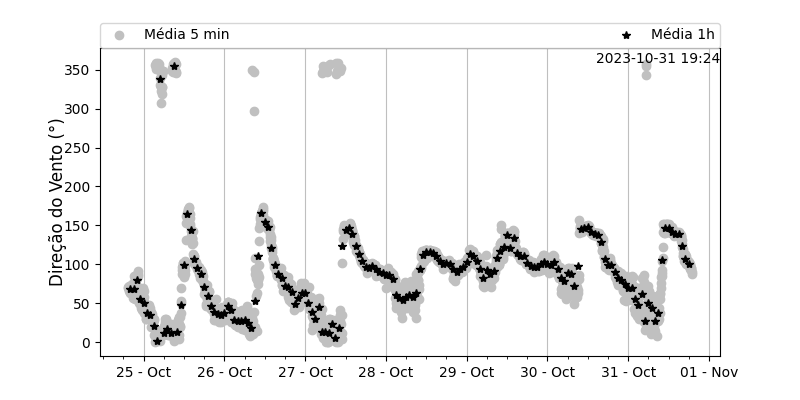 Média 5 min
Média 1h
2023-10-31 19:24
Direção do Vento (°)
350
300
250
200
150
100
50
0
25 - Oct
26 - Oct
27 - Oct
28 - Oct
29 - Oct
30 - Oct
31 - Oct
01 - Nov